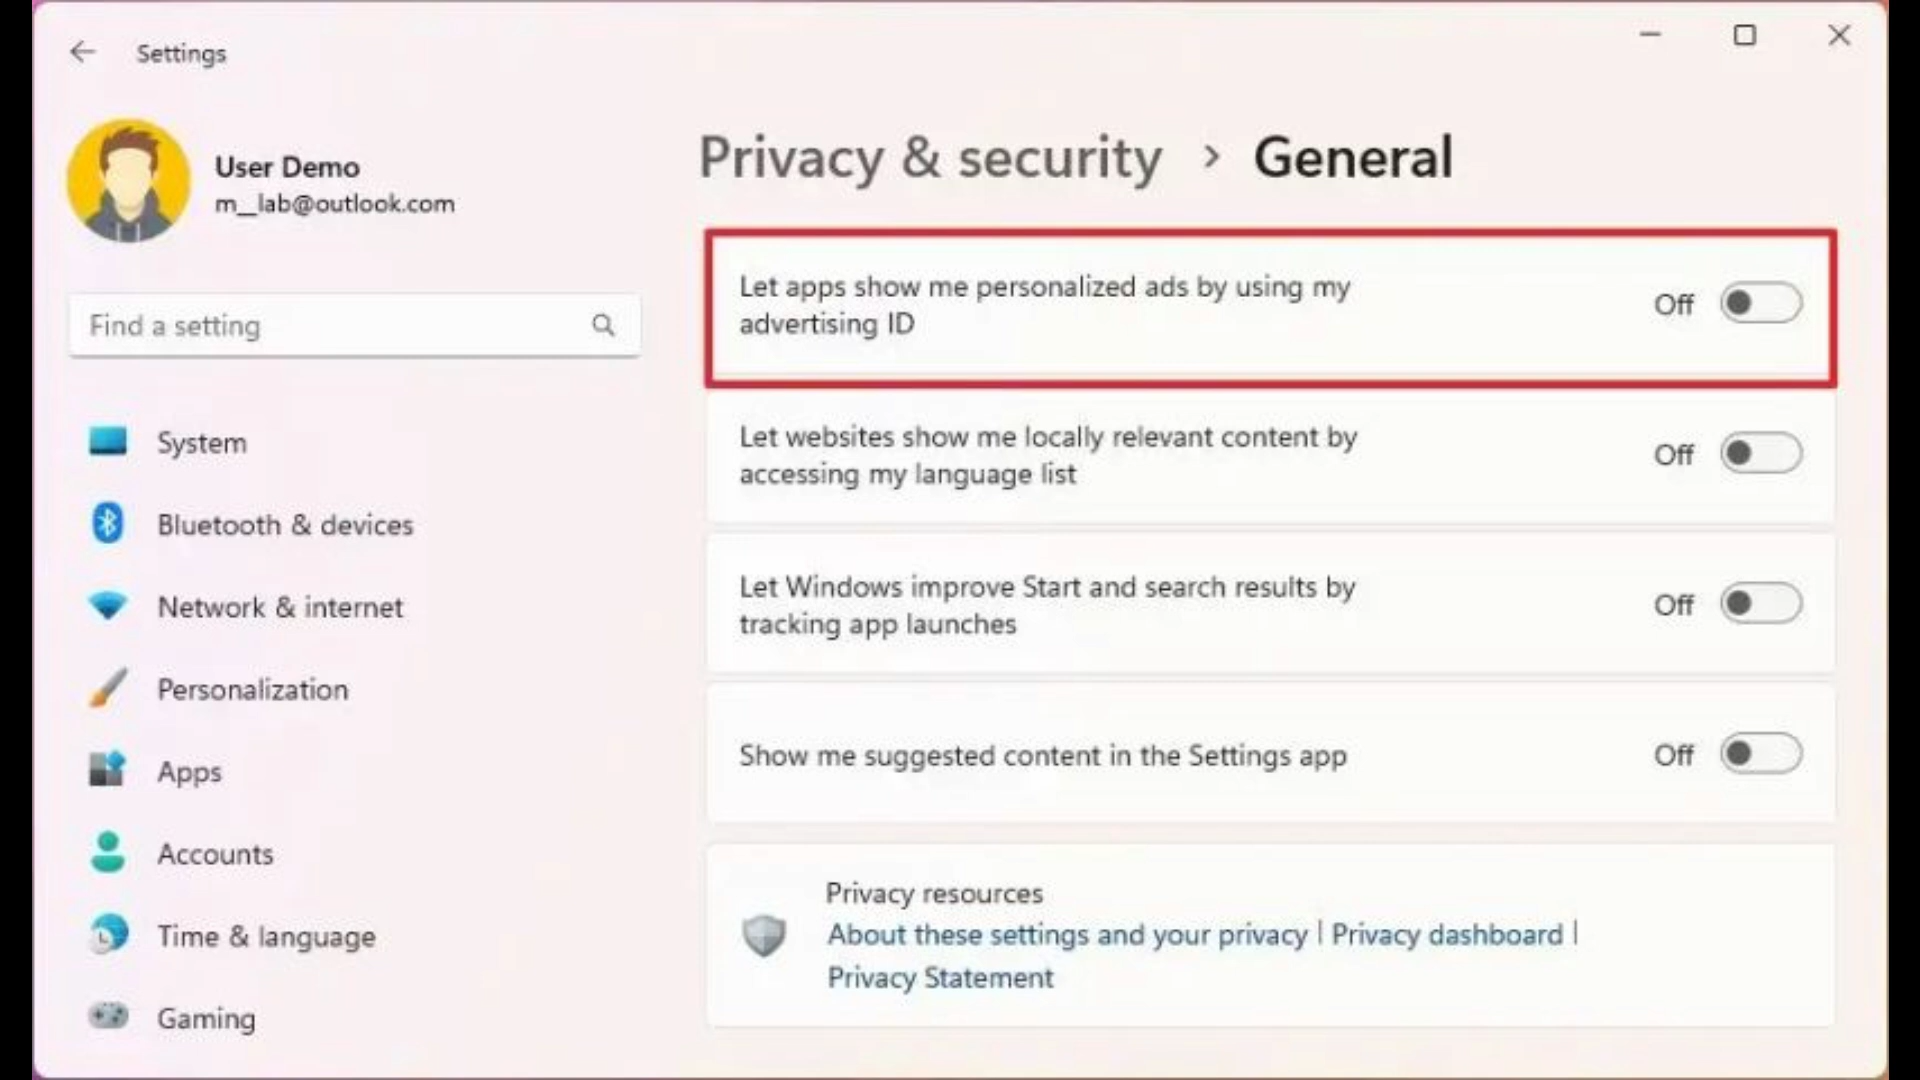 Settings
User Demo
m__lab@outlook.com
Find a setting
System
Bluetooth & devices
Network & internet
Personalization
Apps
Accounts
Time & language
Gaming
Privacy & security > General
Let apps show me personalized ads by using my
advertising ID
Off
Let websites show me locally relevant content by
accessing my language list
Off
Let Windows improve Start and search results by
tracking app launches
Off
Show me suggested content in the Settings app
Off
Privacy resources
About these settings and your privacy | Privacy dashboard |
Privacy Statement